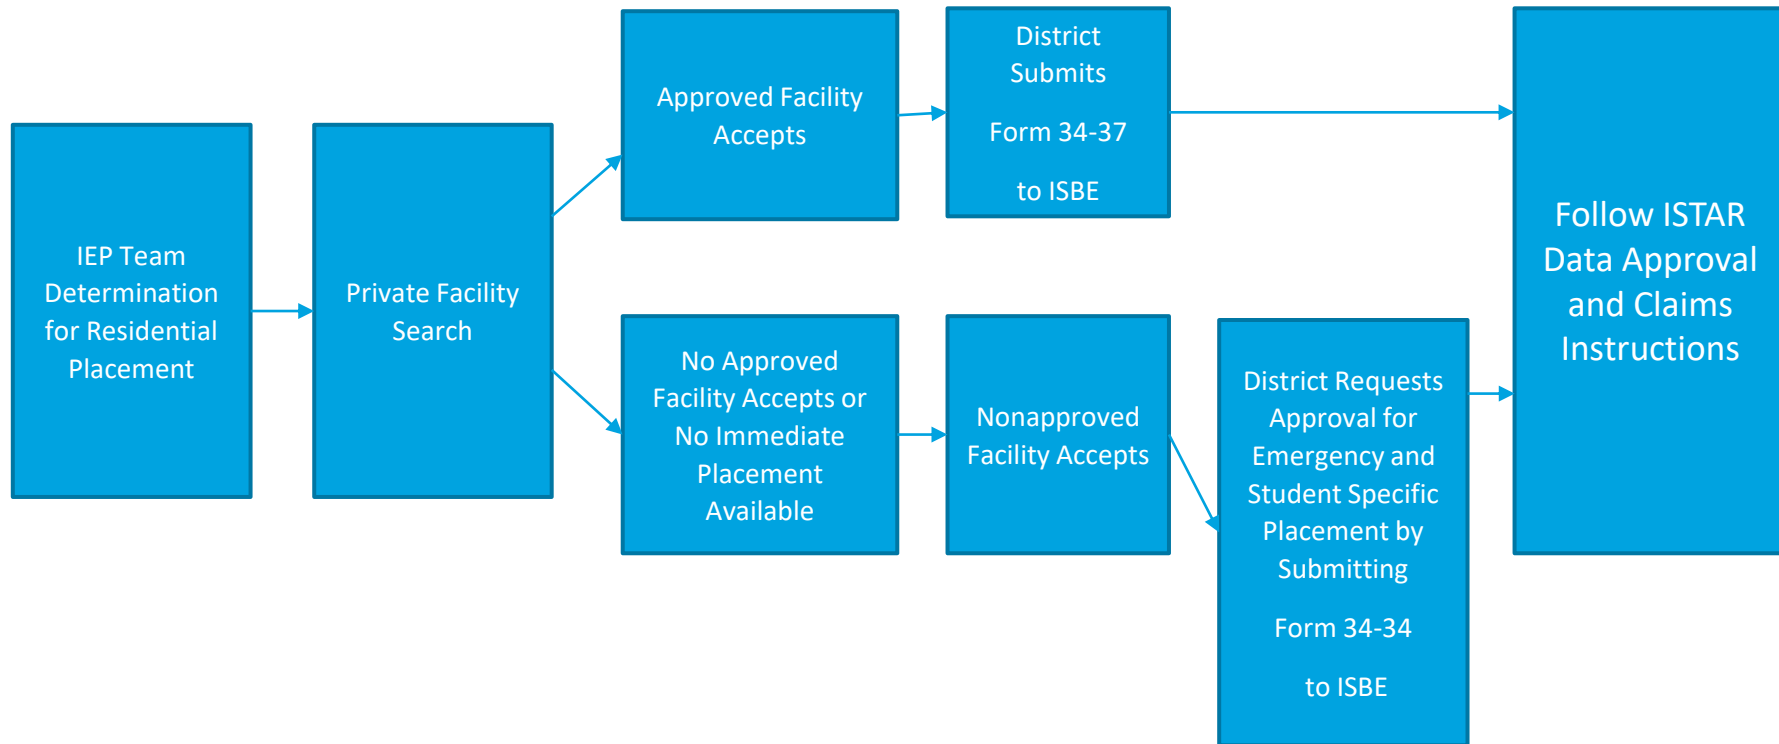 IEP Team
Determination
for Residential
Placement
Private Facility
Search
Approved Facility
Accepts
District
Submits
Form 34-37
to ISBE
No Approved
Facility Accepts or
No Immediate
Placement
Available
Nonapproved
Facility Accepts
District Requests
Approval for
Emergency and
Student Specific
Placement by
Submitting
Form 34-34
to ISBE
Follow ISTAR
Data Approval
and Claims
Instructions